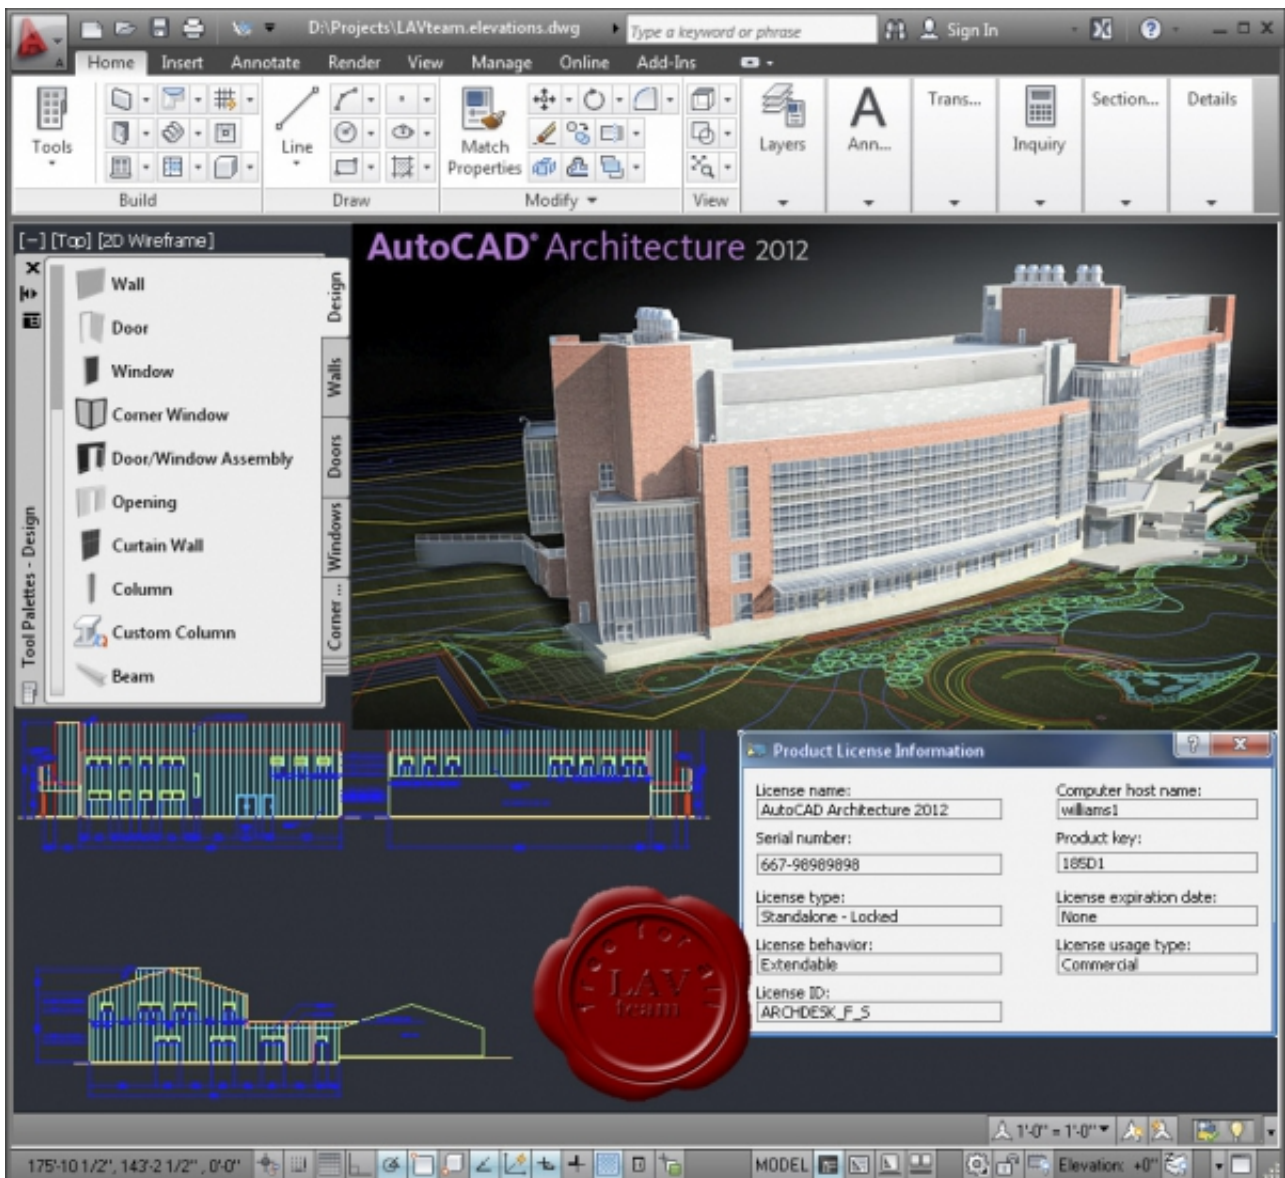 D:\Projects\LAVteam.elevations.dwg
Type a keyword or phrase
Sign In
Home Insert Annotate Render View Manage Online Add-Ins
Tools
Line
Match
Properties
Layers
Ann...
Trans...
Inquiry
Section...
Details
Build Draw Modify View
[−] [Top] [2D Wireframe]
AutoCAD® Architecture 2012
Wall
Door
Window
Corner Window
Door/Window Assembly
Opening
Curtain Wall
Column
Custom Column
Beam
Design
Walls
Doors
Windows
Corner ...
Tool Palettes - Design
Product License Information
License name:
AutoCAD Architecture 2012
Computer host name:
williams1
Serial number:
667-98989898
Product key:
185D1
License type:
Standalone - Locked
License expiration date:
None
License behavior:
Extendable
License usage type:
Commercial
License ID:
ARCHDESK_F_S
free for all
LAV
team
1'-0" = 1'-0"
175'-10 1/2", 143'-2 1/2" , 0'-0"
MODEL
Elevation: +0"